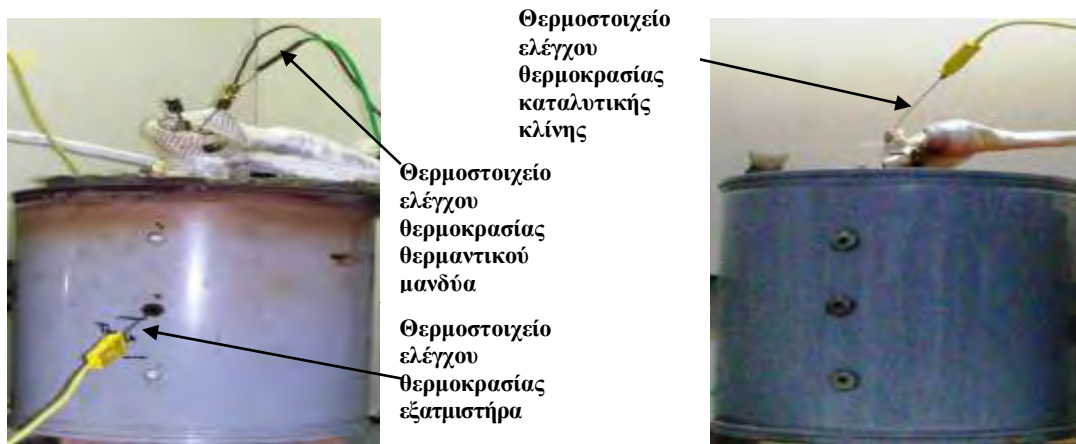 Θερμοστοιχείο
ελέγχου
θερμοκρασίας
καταλυτικής
κλίνης
Θερμοστοιχείο
ελέγχου
θερμοκρασίας
θερμαντικού
μανδύα
Θερμοστοιχείο
ελέγχου
θερμοκρασίας
εξατμιστήρα